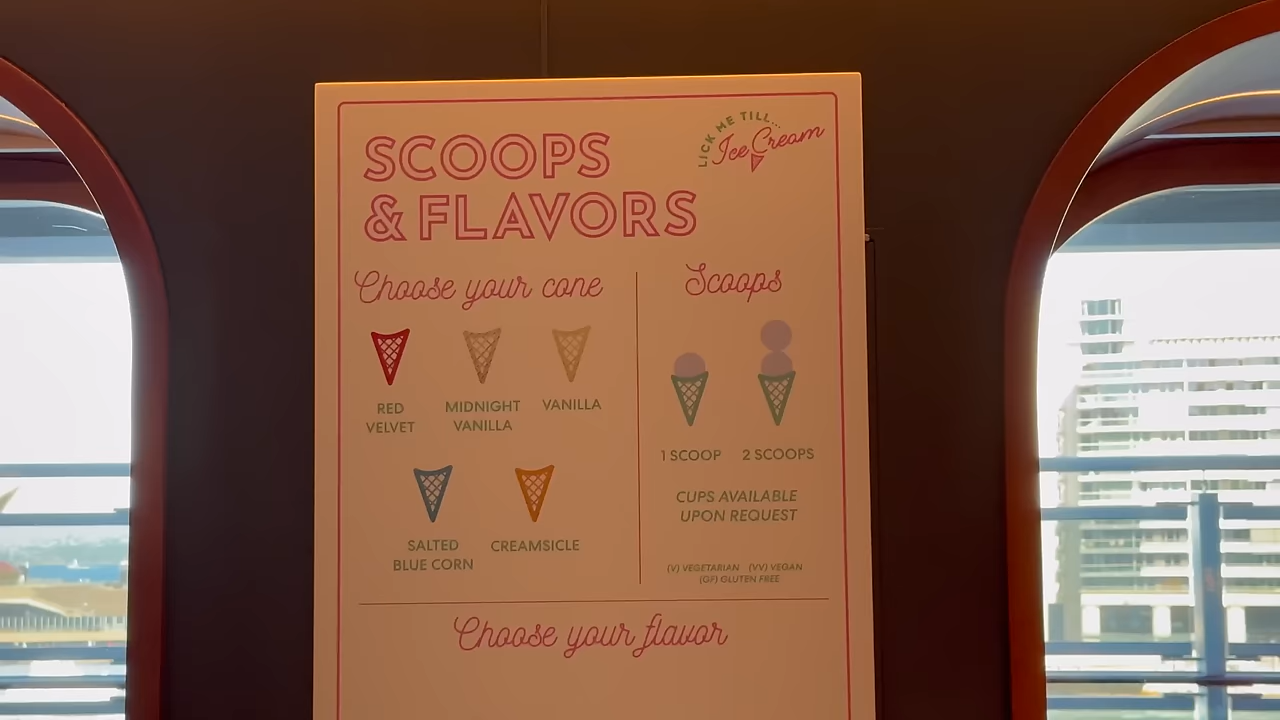 LICK ME TILL...
Ice Cream
SCOOPS
& FLAVORS
Choose your cone
RED
VELVET
MIDNIGHT
VANILLA
VANILLA
SALTED
BLUE CORN
CREAMSICLE
Scoops
1 SCOOP
2 SCOOPS
CUPS AVAILABLE
UPON REQUEST
(V) VEGETARIAN (VV) VEGAN
(GF) GLUTEN FREE
Choose your flavor